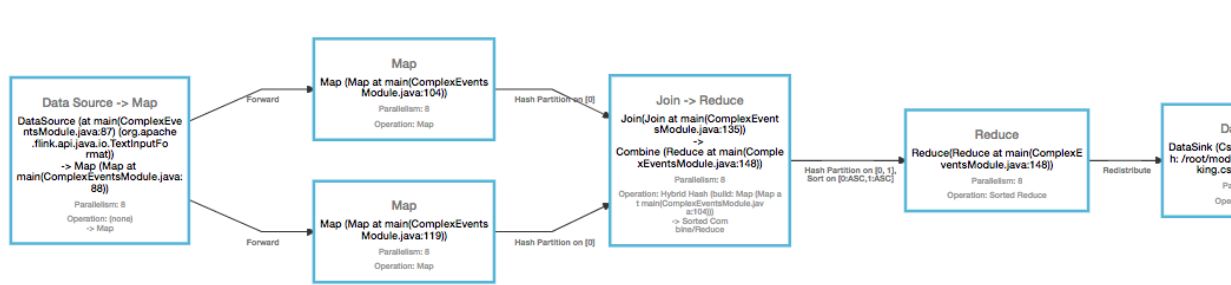 Data Source -> Map
DataSource (at main(ComplexEve
ntsModule.java:87) (org.apache
.flink.api.java.io.TextInputFo
rmat))
-> Map (Map at
main(ComplexEventsModule.java:
88))
Parallelism: 8
Operation: (none)
-> Map
Forward
Forward
Map
Map (Map at main(ComplexEvents
Module.java:104))
Parallelism: 8
Operation: Map
Map
Map (Map at main(ComplexEvents
Module.java:119))
Parallelism: 8
Operation: Map
Hash Partition on [0]
Hash Partition on [0]
Join -> Reduce
Join(Join at main(ComplexEvent
sModule.java:135))
->
Combine (Reduce at main(Comple
xEventsModule.java:148))
Parallelism: 8
Operation: Hybrid Hash (build: Map (Map a
t main(ComplexEventsModule.jav
a:104)))
-> Sorted Com
bine/Reduce
Hash Partition on [0, 1],
Sort on [0:ASC,1:ASC]
Reduce
Reduce(Reduce at main(ComplexE
ventsModule.java:148))
Parallelism: 8
Operation: Sorted Reduce
Redistribute
Da
DataSink (Cs
h: /root/mod
king.cs
Pa
Ope